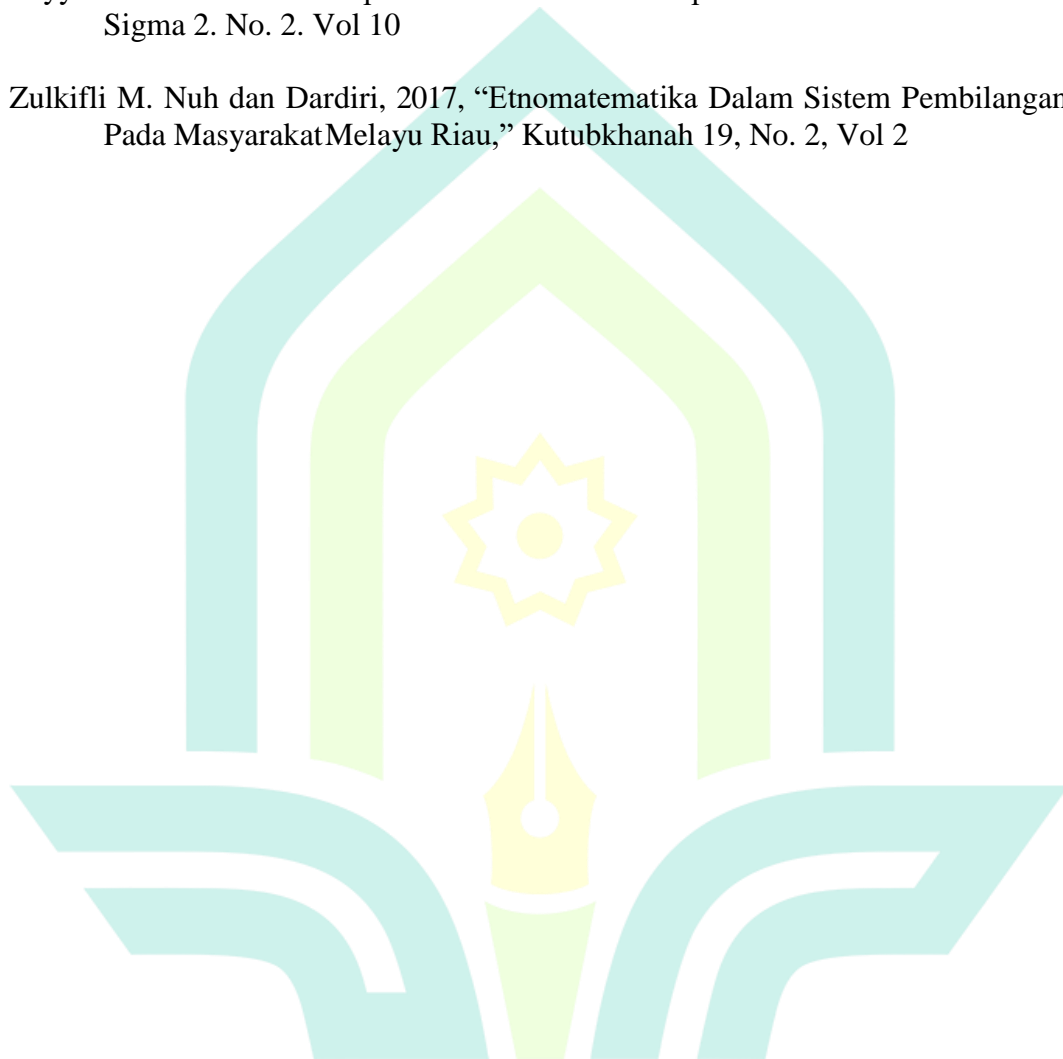 Sigma 2. No. 2. Vol 10
Zulkifli M. Nuh dan Dardiri, 2017, “Etnomatematika Dalam Sistem Pembilangan
Pada MasyarakatMelayu Riau,” Kutubkhanah 19, No. 2, Vol 2